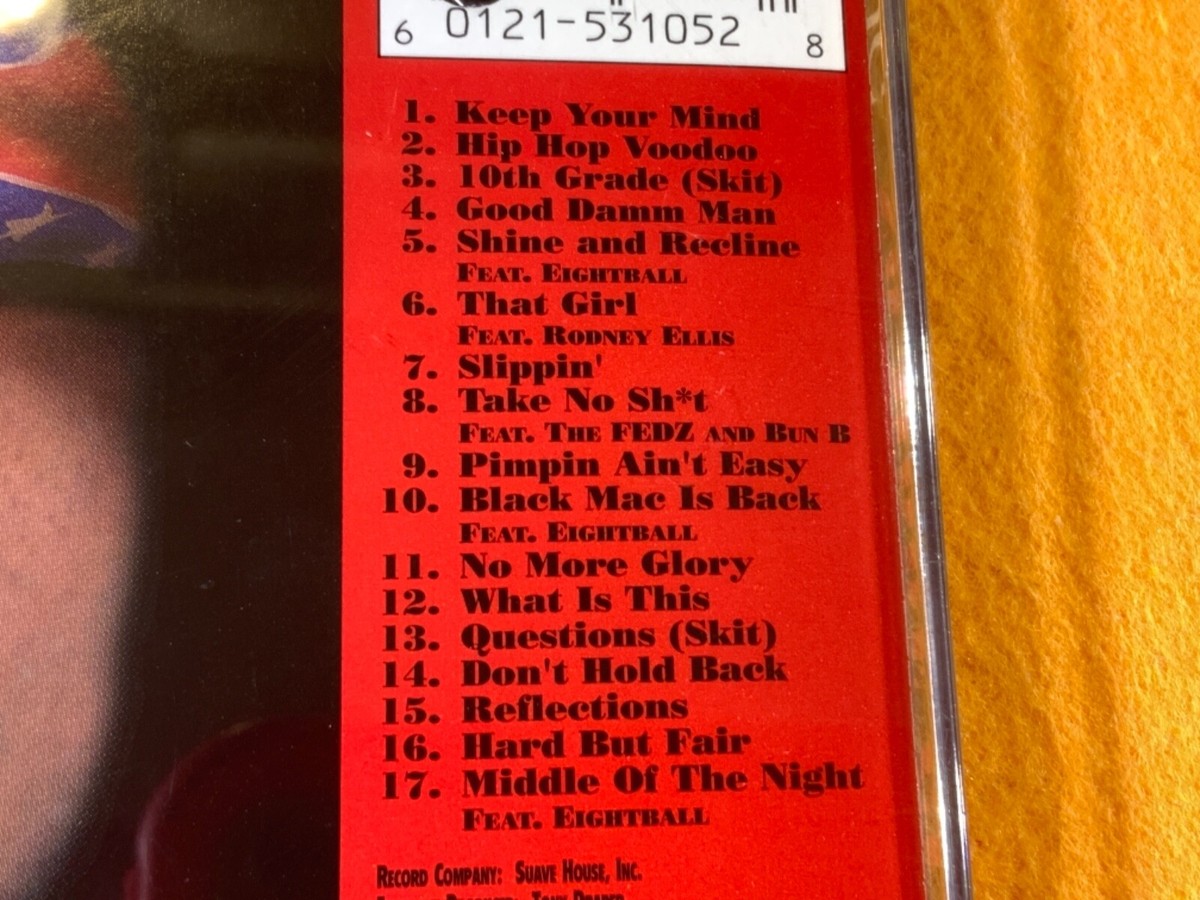 6 0121-531052 8
1. Keep Your Mind
2. Hip Hop Voodoo
3. 10th Grade (Skit)
4. Good Damm Man
5. Shine and Recline
FEAT. EIGHTBALL
6. That Girl
FEAT. RODNEY ELLIS
7. Slippin'
8. Take No Sh*t
FEAT. THE FEDZ AND BUN B
9. Pimpin Ain't Easy
10. Black Mac Is Back
FEAT. EIGHTBALL
11. No More Glory
12. What Is This
13. Questions (Skit)
14. Don't Hold Back
15. Reflections
16. Hard But Fair
17. Middle Of The Night
FEAT. EIGHTBALL
RECORD COMPANY: SUAVE HOUSE, INC.